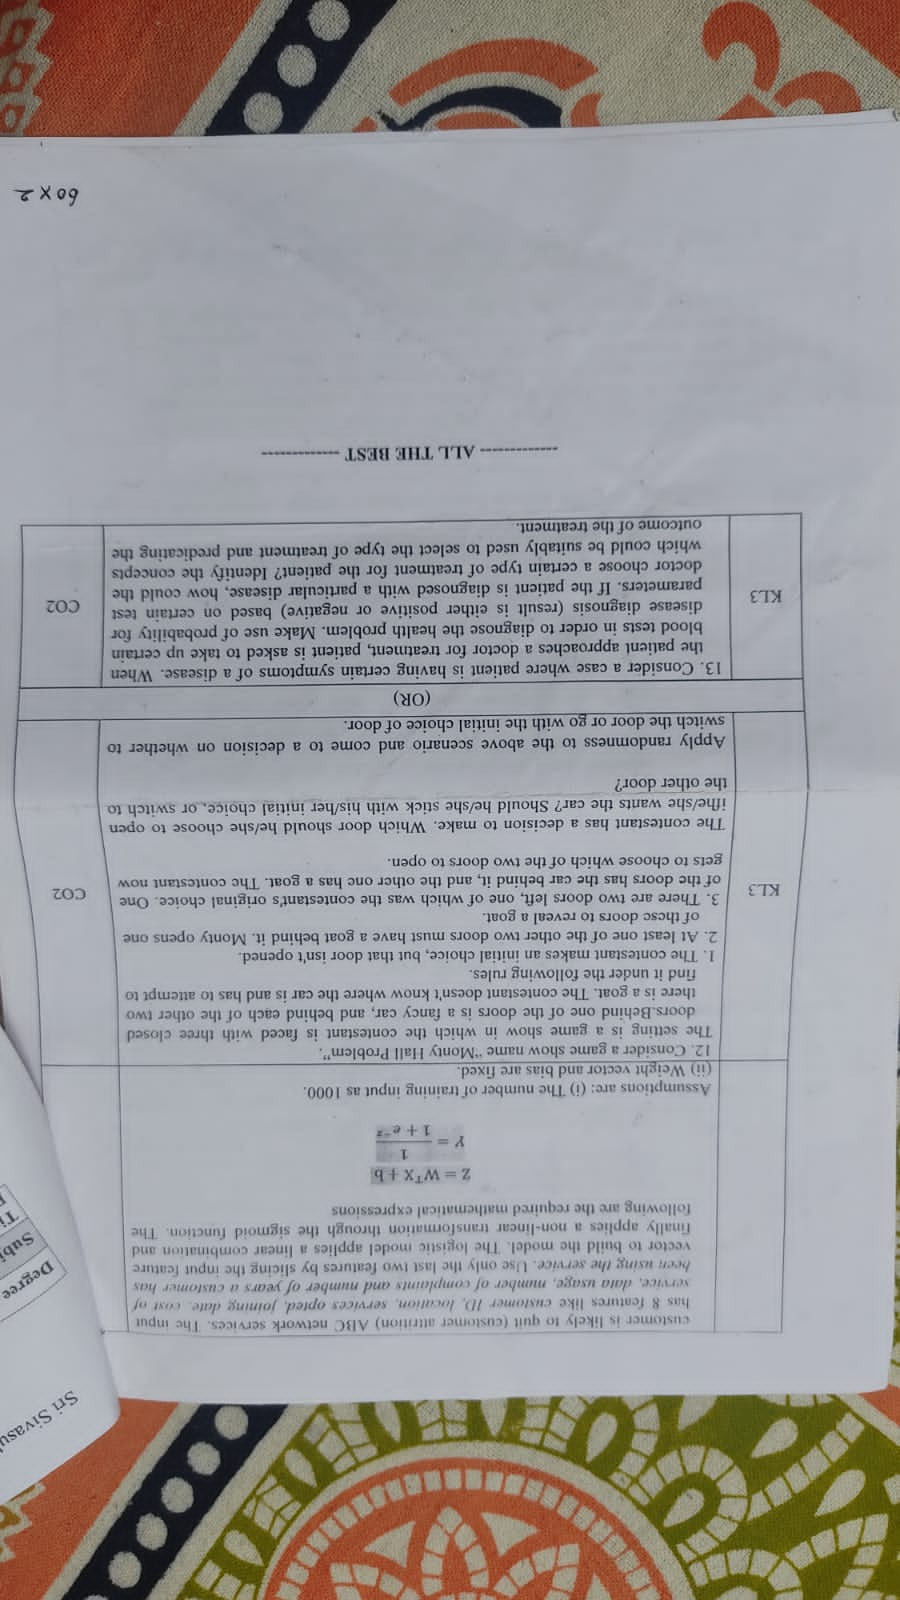 customer is likely to quit (customer attrition) ABC network services. The input
has 8 features like customer ID, location, services opted, joining date, cost of
service, data usage, number of complaints and number of years a customer has
been using the service. Use only the last two features by slicing the input feature
vector to build the model. The logistic model applies a linear combination and
finally applies a non-linear transformation through the sigmoid function. The
following are the required mathematical expressions
Z = WᵀX + b
Y = 1 / (1 + e⁻ᶻ)
Assumptions are: (i) The number of training input as 1000.
(ii) Weight vector and bias are fixed.
KL3
12. Consider a game show name "Monty Hall Problem".
The setting is a game show in which the contestant is faced with three closed
doors.Behind one of the doors is a fancy car, and behind each of the other two
there is a goat. The contestant doesn't know where the car is and has to attempt to
find it under the following rules.
1. The contestant makes an initial choice, but that door isn't opened.
2. At least one of the other two doors must have a goat behind it. Monty opens one
of these doors to reveal a goat.
3. There are two doors left, one of which was the contestant's original choice. One
of the doors has the car behind it, and the other one has a goat. The contestant now
gets to choose which of the two doors to open.
The contestant has a decision to make. Which door should he/she choose to open
ifhe/she wants the car? Should he/she stick with his/her initial choice, or switch to
the other door?
Apply randomness to the above scenario and come to a decision on whether to
switch the door or go with the initial choice of door.
CO2
(OR)
KL3
13. Consider a case where patient is having certain symptoms of a disease. When
the patient approaches a doctor for treatment, patient is asked to take up certain
blood tests in order to diagnose the health problem. Make use of probability for
disease diagnosis (result is either positive or negative) based on certain test
parameters. If the patient is diagnosed with a particular disease, how could the
doctor choose a certain type of treatment for the patient? Identify the concepts
which could be suitably used to select the type of treatment and predicating the
outcome of the treatment.
CO2
------------- ALL THE BEST -------------
60 x 2
Sri Sivasu
Degree
Subj
Ti